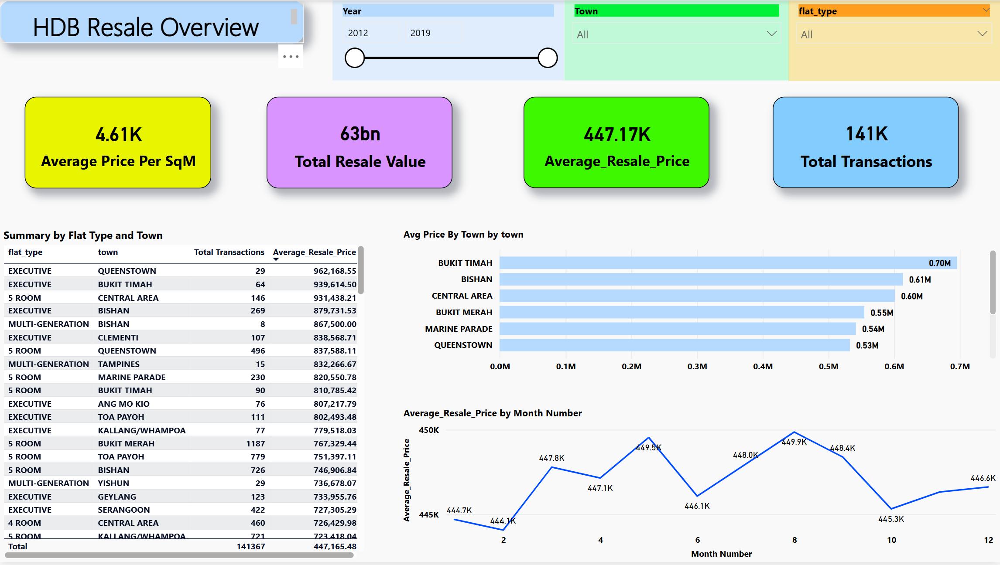 HDB Resale Overview
Year
2012 2019
Town
All
flat_type
All
4.61K
Average Price Per SqM
63bn
Total Resale Value
447.17K
Average_Resale_Price
141K
Total Transactions
Summary by Flat Type and Town
flat_type town Total Transactions Average_Resale_Price
EXECUTIVE QUEENSTOWN 29 962,168.55
EXECUTIVE BUKIT TIMAH 64 939,614.50
5 ROOM CENTRAL AREA 146 931,438.21
EXECUTIVE BISHAN 269 879,731.53
MULTI-GENERATION BISHAN 8 867,500.00
EXECUTIVE CLEMENTI 107 838,568.71
5 ROOM QUEENSTOWN 496 837,588.11
MULTI-GENERATION TAMPINES 15 832,266.67
5 ROOM MARINE PARADE 230 820,550.78
5 ROOM BUKIT TIMAH 90 810,785.42
EXECUTIVE ANG MO KIO 76 807,217.79
EXECUTIVE TOA PAYOH 111 802,493.48
EXECUTIVE KALLANG/WHAMPOA 77 779,518.03
5 ROOM BUKIT MERAH 1187 767,329.44
5 ROOM TOA PAYOH 779 751,397.11
5 ROOM BISHAN 726 746,906.84
MULTI-GENERATION YISHUN 29 736,678.07
EXECUTIVE GEYLANG 123 733,955.76
EXECUTIVE SERANGOON 422 727,305.29
4 ROOM CENTRAL AREA 460 726,429.98
5 ROOM KALLANG/WHAMPOA 721 723,418.04
Total 141367 447,165.48
Avg Price By Town by town
BUKIT TIMAH 0.70M
BISHAN 0.61M
CENTRAL AREA 0.60M
BUKIT MERAH 0.55M
MARINE PARADE 0.54M
QUEENSTOWN 0.53M
0.0M 0.1M 0.2M 0.3M 0.4M 0.5M 0.6M 0.7M
Average_Resale_Price by Month Number
Average_Resale_Price
450K
445K
444.7K
444.1K
447.8K
447.1K
449.5K
446.1K
448.0K
449.9K
448.4K
445.3K
446.6K
2 4 6 8 10 12
Month Number